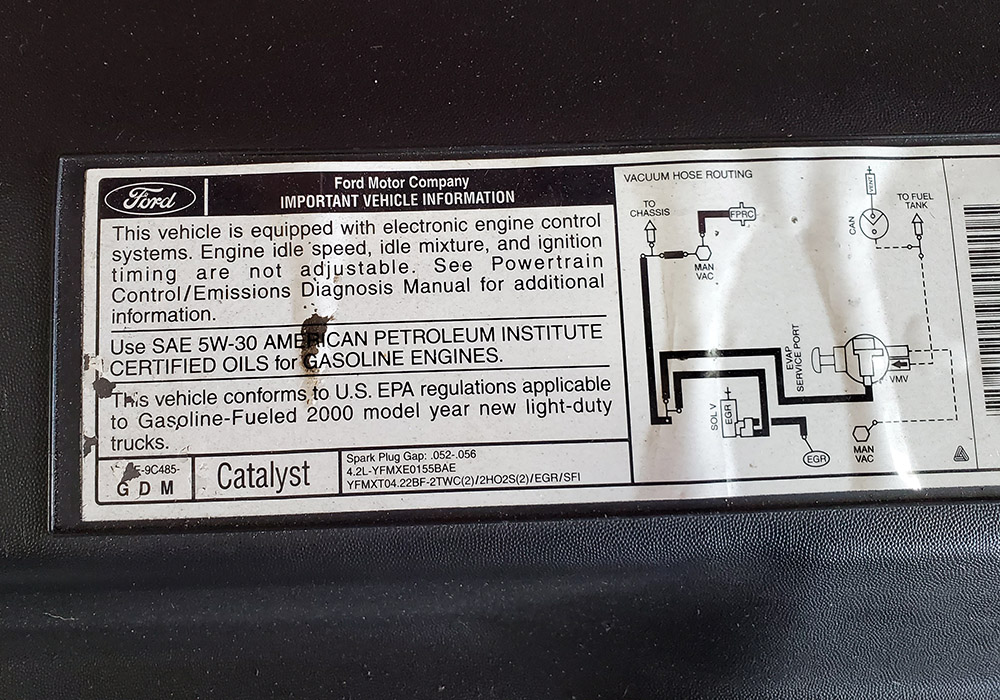 Ford
Ford Motor Company
IMPORTANT VEHICLE INFORMATION
This vehicle is equipped with electronic engine control
systems. Engine idle speed, idle mixture, and ignition
timing are not adjustable. See Powertrain
Control/Emissions Diagnosis Manual for additional
information.
Use SAE 5W-30 AMERICAN PETROLEUM INSTITUTE
CERTIFIED OILS for GASOLINE ENGINES.
This vehicle conforms to U.S. EPA regulations applicable
to Gasoline-Fueled 2000 model year new light-duty
trucks.
-9C485-
G D M
Catalyst
Spark Plug Gap: .052-.056
4.2L-YFMXE0155BAE
YFMXT04.22BF-2TWC(2)/2HO2S(2)/EGR/SFI
VACUUM HOSE ROUTING
TO
CHASSIS
FPRC
MAN
VAC
VENT
CAN
TO FUEL
TANK
EVAP
SERVICE PORT
VMV
SOL V
EGR
EGR
MAN
VAC